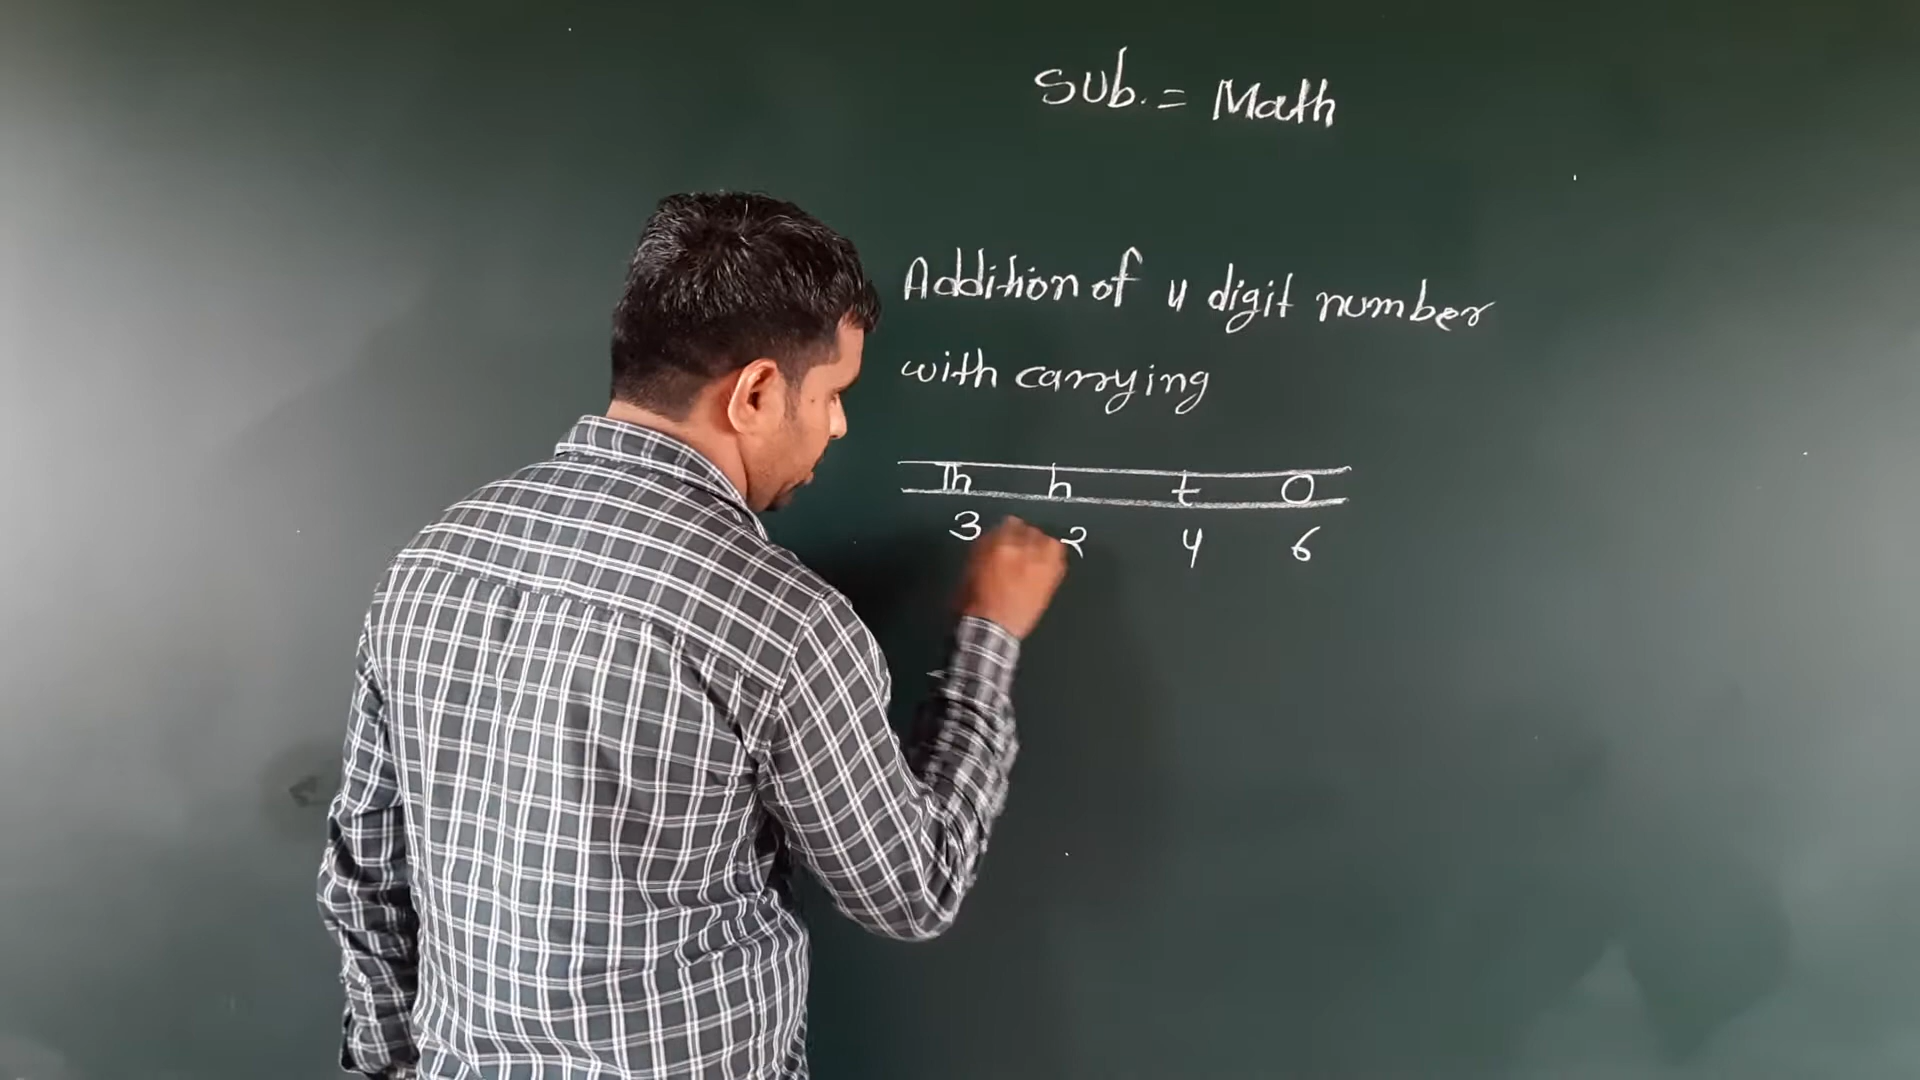 Sub. = Math
Addition of 4 digit number
with carrying
Th h t O
3 2 4 6